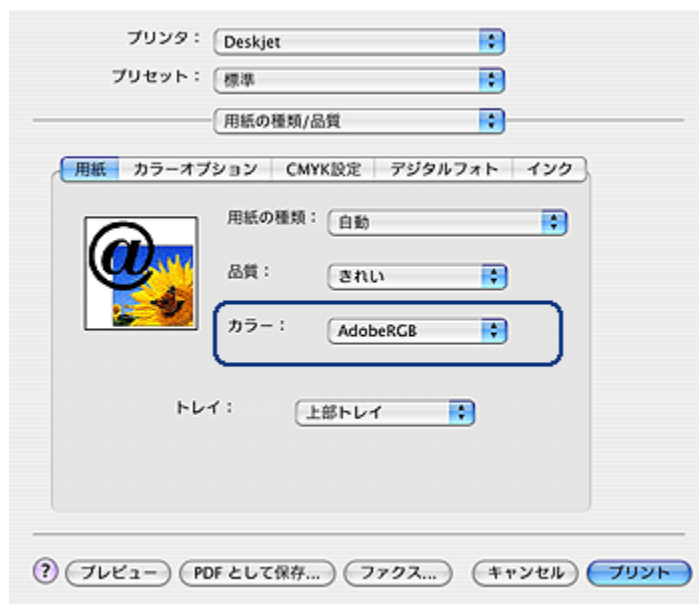 プリンタ： Deskjet
プリセット： 標準
用紙の種類/品質
用紙 カラーオプション CMYK設定 デジタルフォト インク
@
用紙の種類： 自動
品質： きれい
カラー： AdobeRGB
トレイ： 上部トレイ
? プレビュー PDF として保存... ファクス... キャンセル プリント